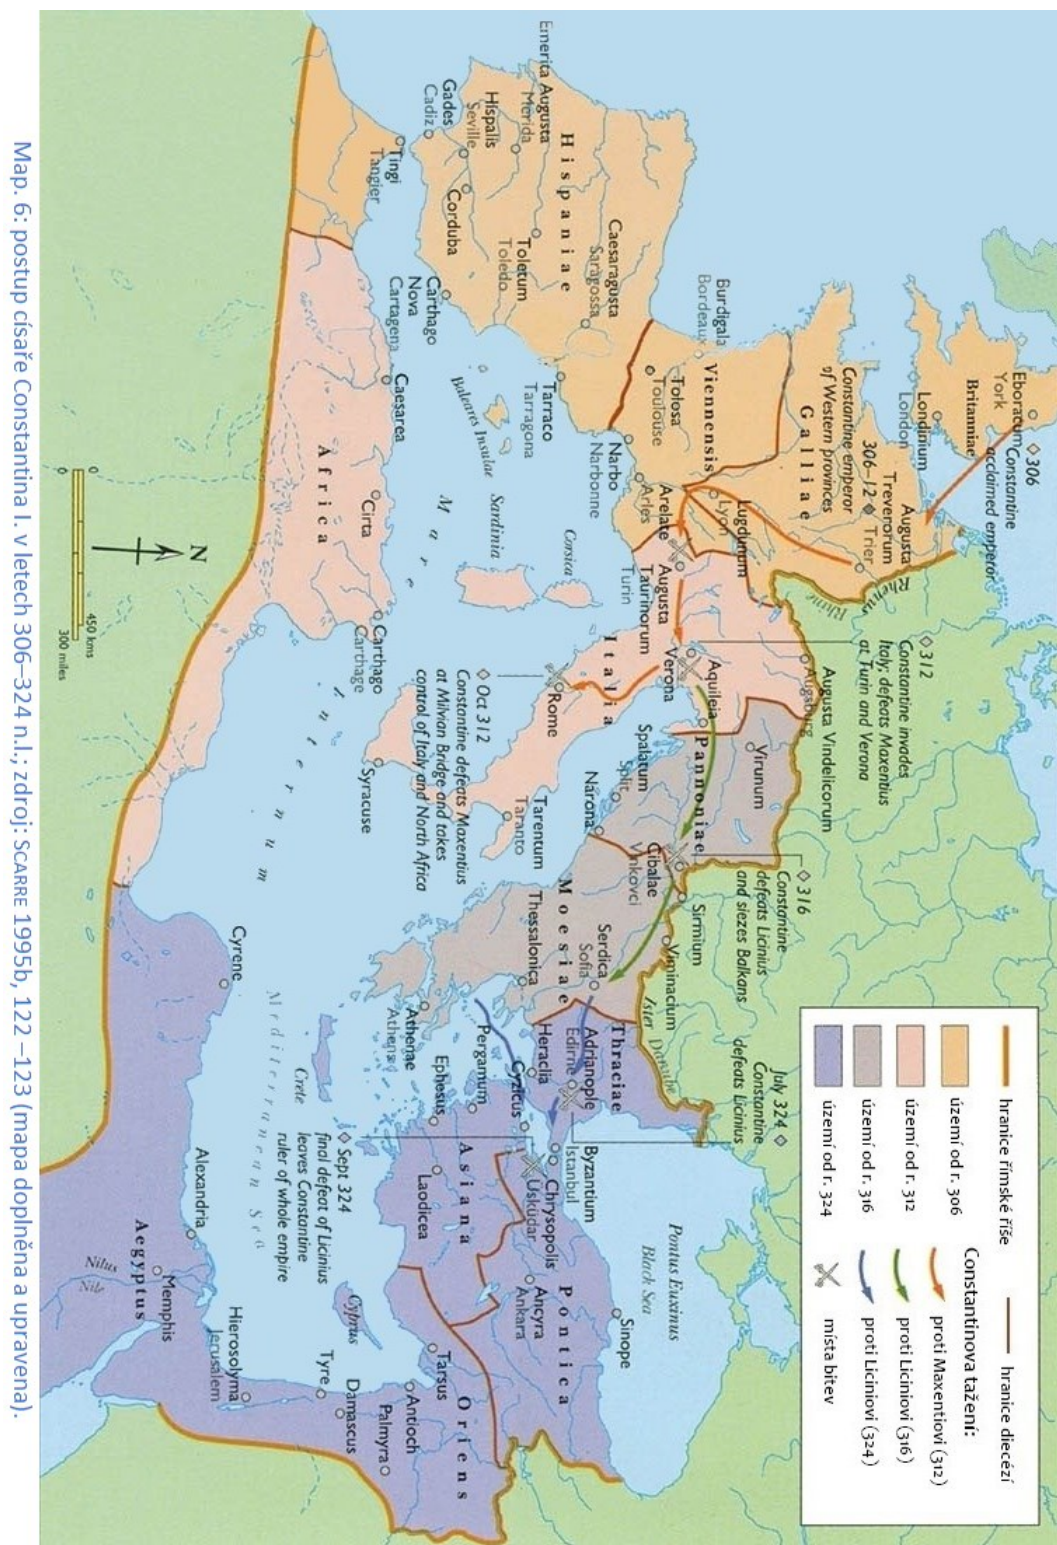 Map. 6: postup císaře Constantina I. v letech 306–324 n.l.; zdroj: SCARRE 1995b, 122 –123 (mapa doplněna a upravena).
hranice římské říše
hranice diecézí
území od r. 306
území od r. 312
území od r. 316
území od r. 324
Constantinova tažení:
proti Maxentiovi (312)
proti Liciniovi (316)
proti Liciniovi (324)
místa bitev
306
Constantine
acclaimed emperor
Eboracum
York
Britanniae
Londinium
London
Augusta
Treverorum
306-12
Trier
Constantine emperor
of Western provinces
Galliae
Rhenus
Rhine
Burdigala
Bordeaux
Viennensis
Tolosa
Toulouse
Lugdunum
Lyon
Arelate
Arles
Narbo
Narbonne
Augusta
Taurinorum
Turin
312
Constantine invades
Italy, defeats Maxentius
at Turin and Verona
Augusta Vindelicorum
Augsburg
Verona
Aquileia
Virunum
Pannoniae
Italia
Spalatum
Split
Narona
Rome
Oct 312
Constantine defeats Maxentius
at Milvian Bridge and takes
control of Italy and North Africa
Tarentum
Taranto
Syracuse
316
Constantine
defeats Licinius
and siezes Balkans
Cibalae
Vinkovci
Sirmium
Viminacium
Ister
Danube
Moesiae
Serdica
Sofia
Thessalonica
Athenae
Athens
July 324
Constantine
defeats Licinius
Thraciae
Adrianople
Edirne
Heraclia
Byzantium
Istanbul
Chrysopolis
Üsküdar
Cyzicus
Pergamum
Ephesus
Asiana
Laodicea
Sept 324
final defeat of Licinius
leaves Constantine
ruler of whole empire
Pontus Euxinus
Black Sea
Sinope
Pontica
Ancyra
Ankara
Tarsus
Oriens
Antioch
Palmyra
Damascus
Tyre
Cyprus
Crete
Hierosolyma
Jerusalem
Alexandria
Memphis
Aegyptus
Nilus
Nile
Cyrene
Mediterranean Sea
Mare Internum
Emerita Augusta
Merida
Hispaniae
Hispalis
Seville
Gades
Cadiz
Corduba
Toletum
Toledo
Caesaragusta
Saragossa
Carthago
Nova
Cartagena
Tarraco
Tarragona
Baleares Insulae
Sardinia
Corsica
Tingi
Tangier
Caesarea
Africa
Cirta
Carthago
Carthage
N
0
450 kms
0
300 miles